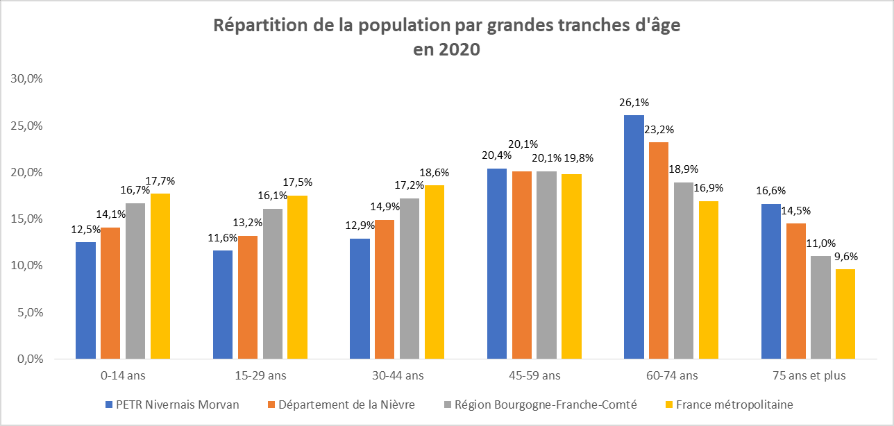 Répartition de la population par grandes tranches d'âge
en 2020
30,0%
25,0%
20,0%
15,0%
10,0%
5,0%
0,0%
12,5% 14,1% 16,7% 17,7%
11,6% 13,2% 16,1% 17,5%
12,9% 14,9% 17,2% 18,6%
20,4% 20,1% 20,1% 19,8%
26,1% 23,2% 18,9% 16,9%
16,6% 14,5% 11,0% 9,6%
0-14 ans 15-29 ans 30-44 ans 45-59 ans 60-74 ans 75 ans et plus
PETR Nivernais Morvan Département de la Nièvre Région Bourgogne-Franche-Comté France métropolitaine